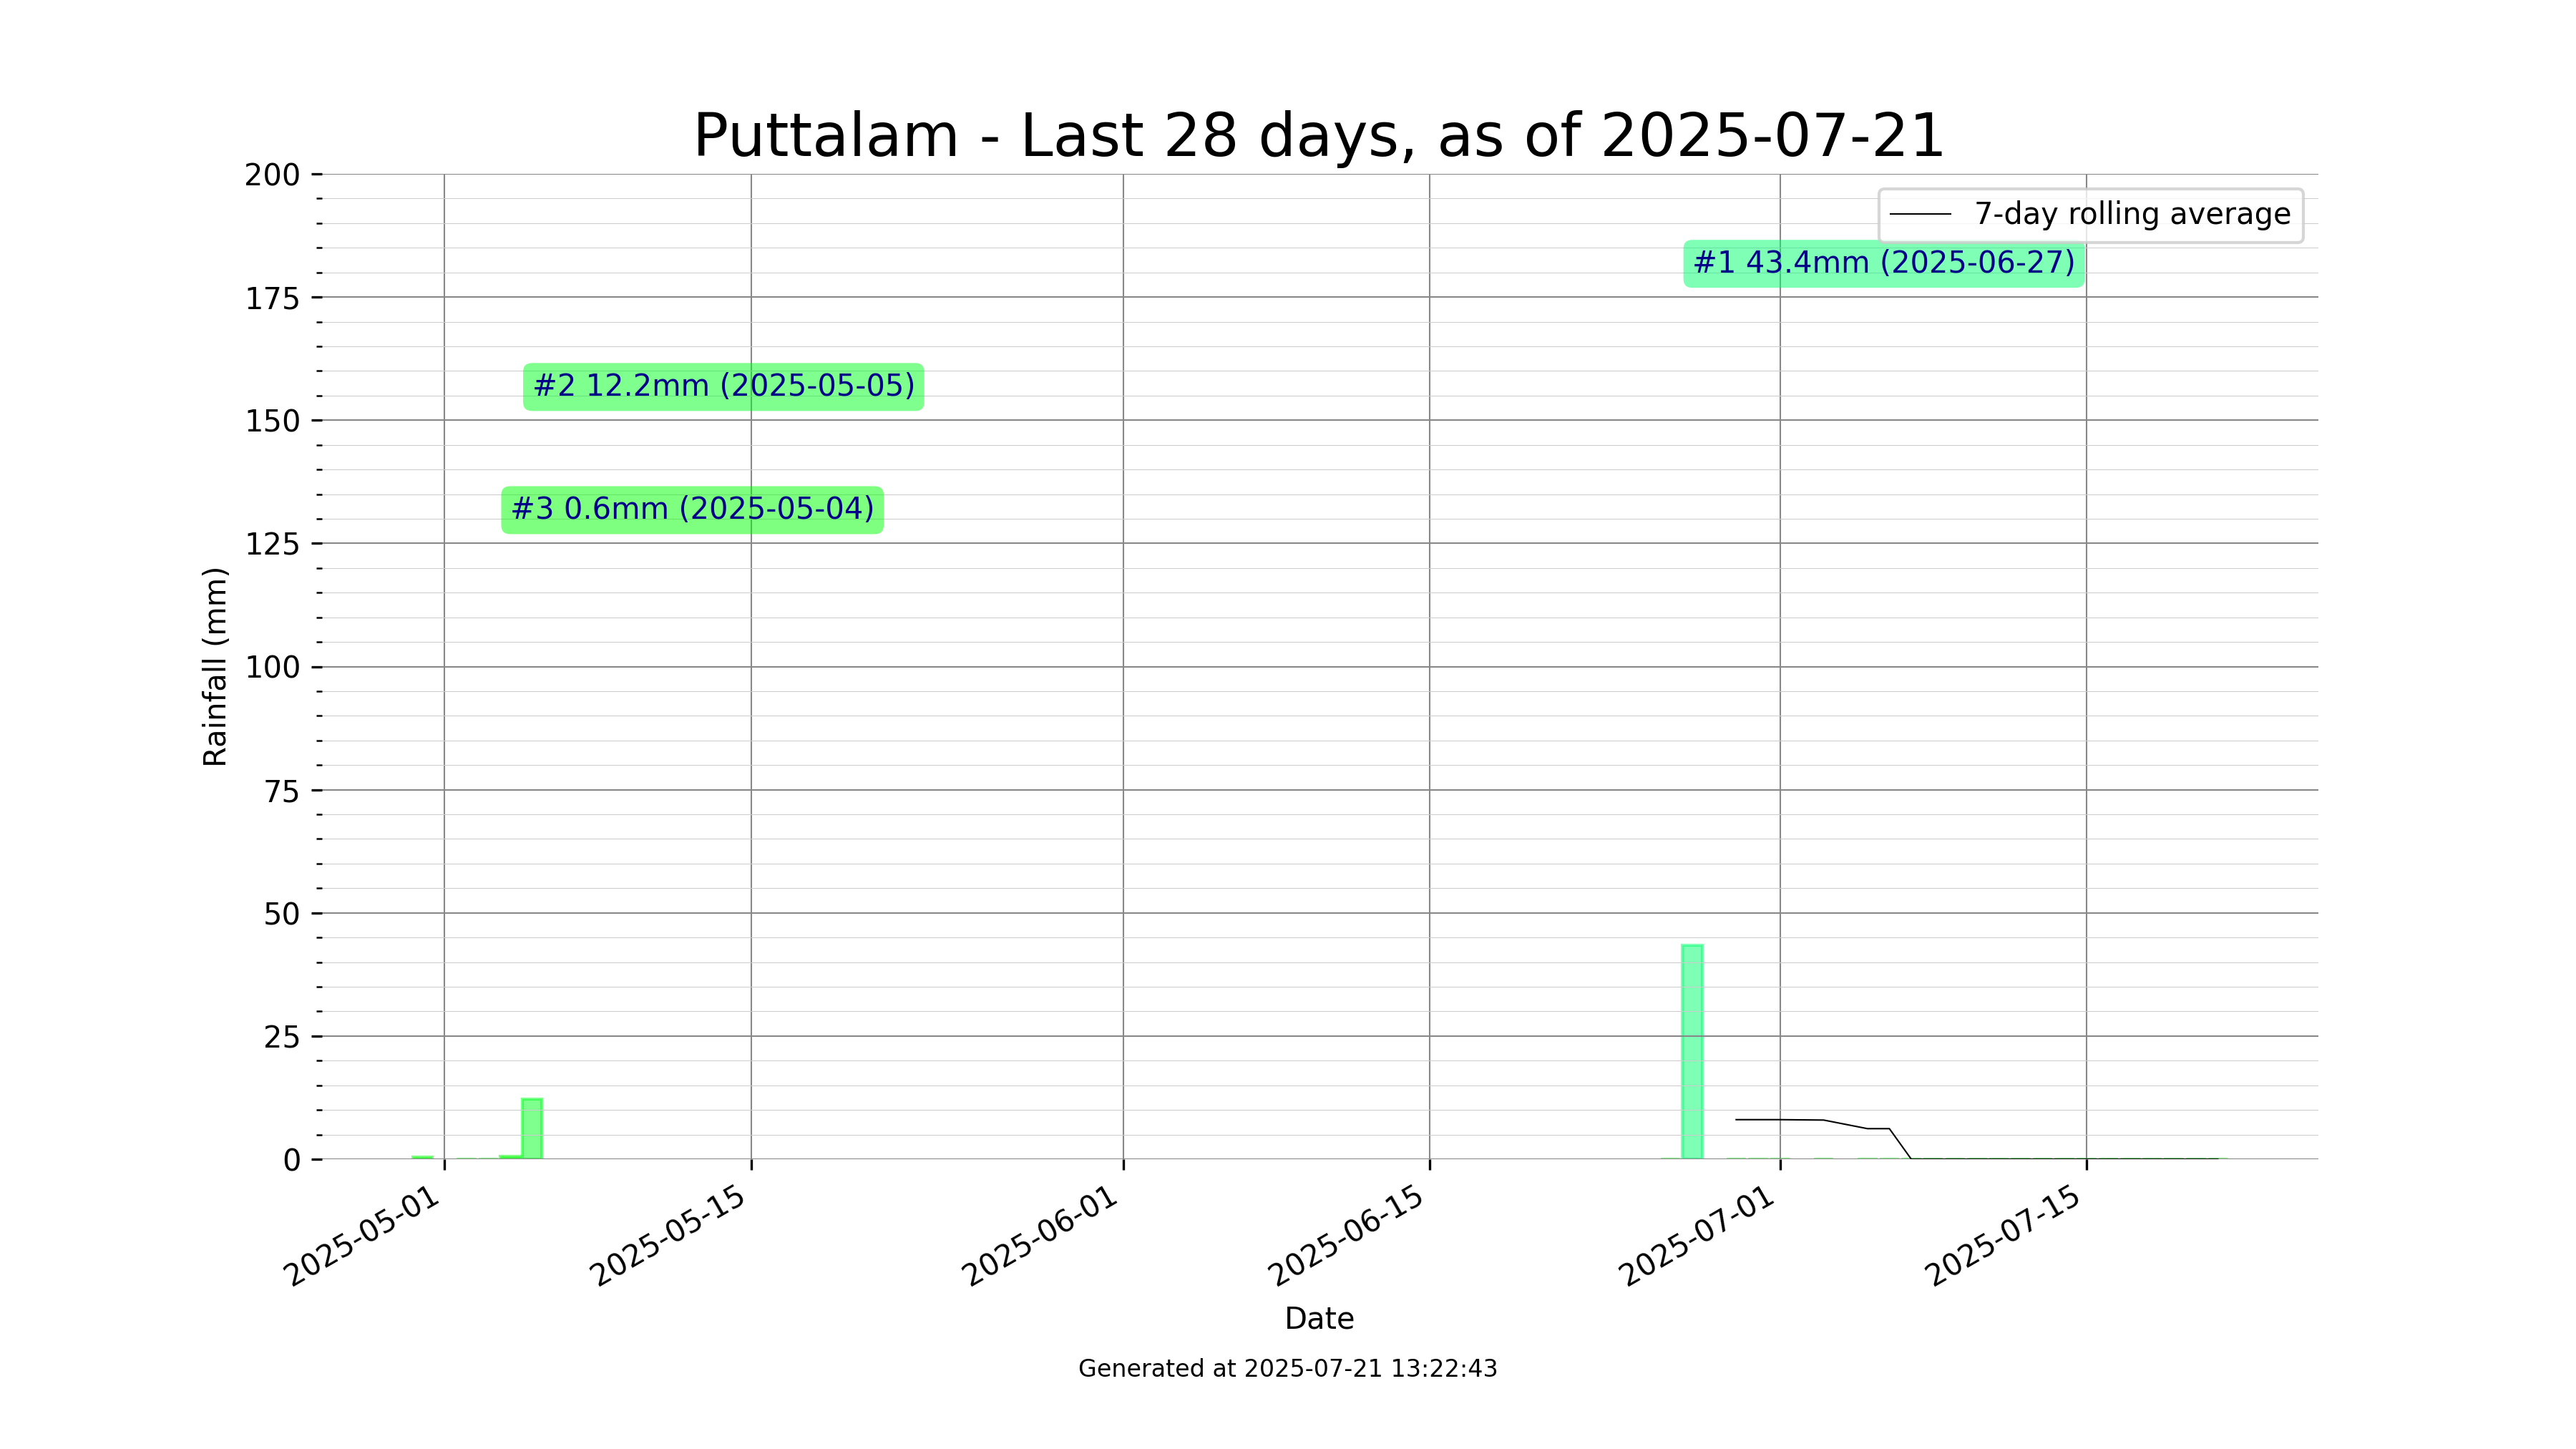 Puttalam - Last 28 days, as of 2025-07-21
200
175
150
125
100
75
50
25
0
Rainfall (mm)
7-day rolling average
#1 43.4mm (2025-06-27)
#2 12.2mm (2025-05-05)
#3 0.6mm (2025-05-04)
2025-05-01
2025-05-15
2025-06-01
2025-06-15
2025-07-01
2025-07-15
Date
Generated at 2025-07-21 13:22:43